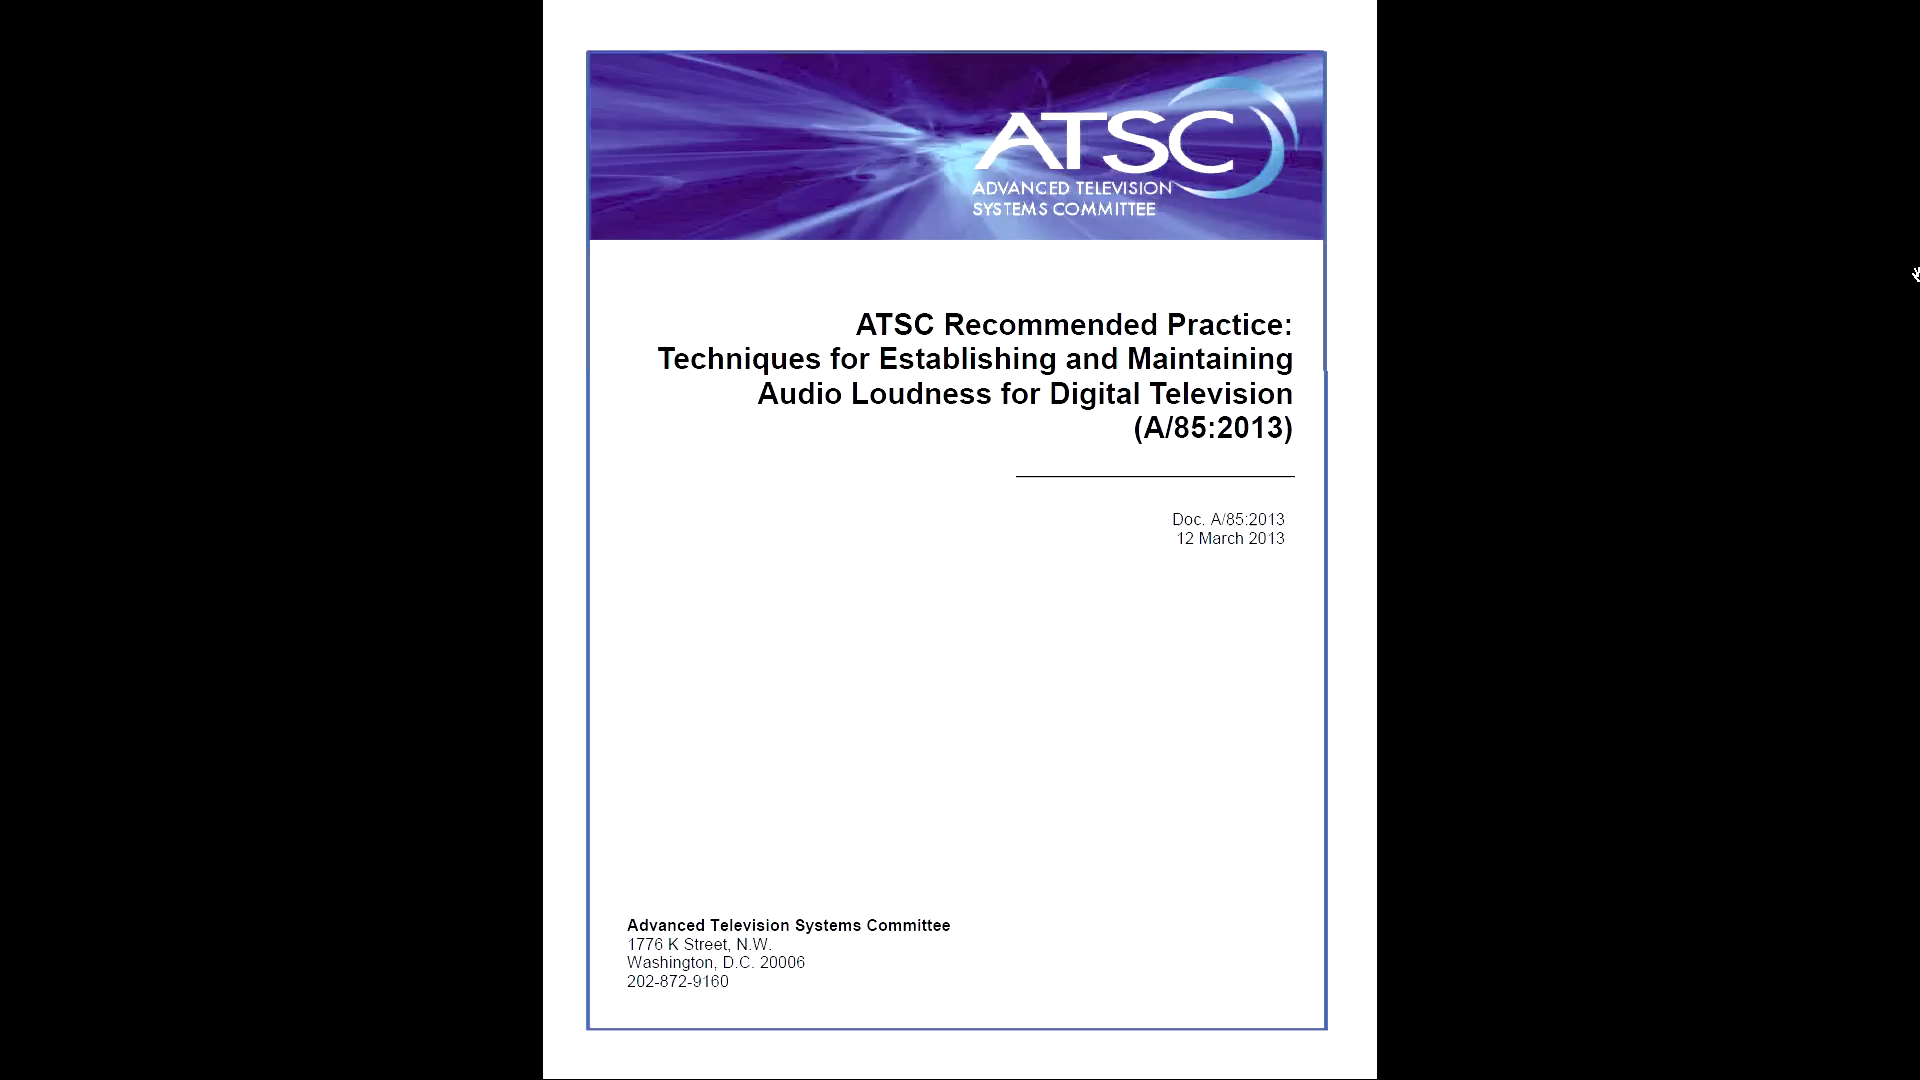 ATSC
ADVANCED TELEVISION
SYSTEMS COMMITTEE
ATSC Recommended Practice:
Techniques for Establishing and Maintaining
Audio Loudness for Digital Television
(A/85:2013)
Doc. A/85:2013
12 March 2013
Advanced Television Systems Committee
1776 K Street, N.W.
Washington, D.C. 20006
202-872-9160